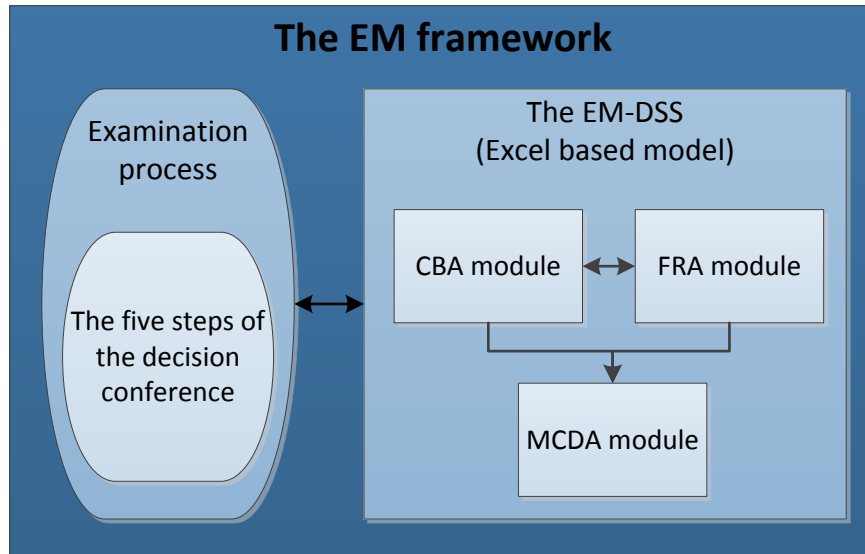 The EM framework
Examination
process
The five steps of
the decision
conference
The EM-DSS
(Excel based model)
CBA module
FRA module
MCDA module